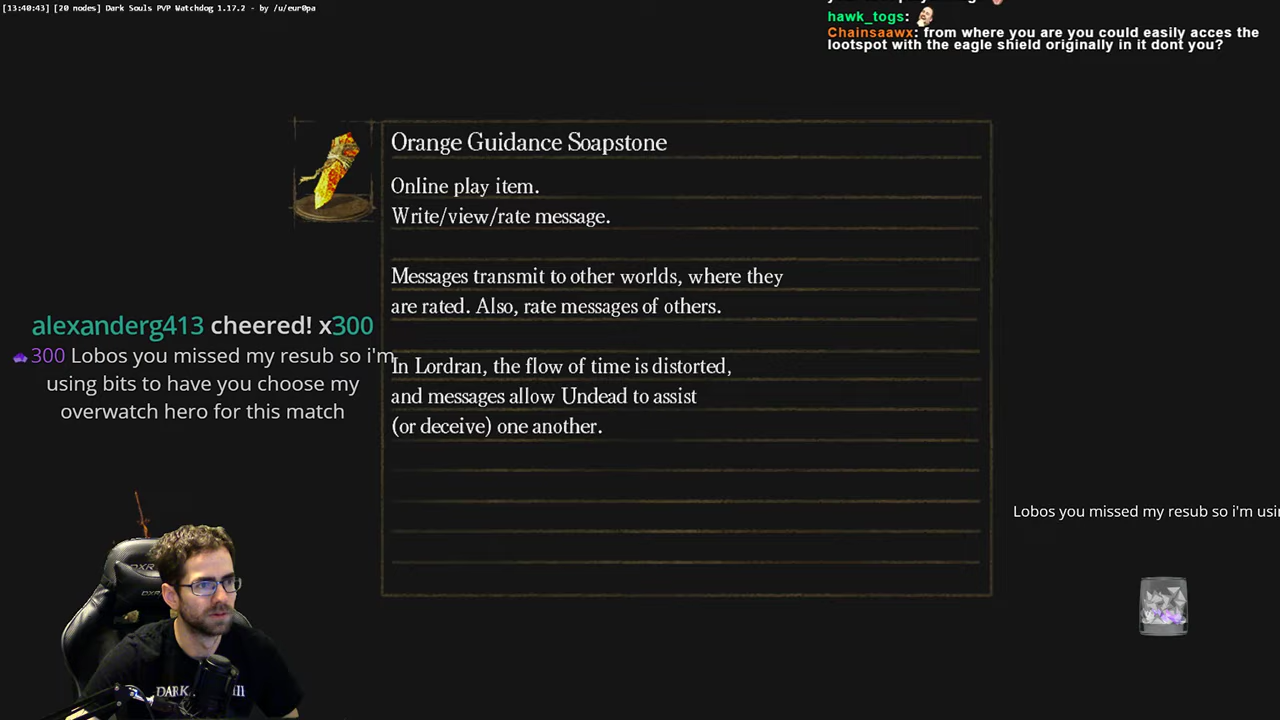 [13:40:43] [20 nodes] Dark Souls PVP Watchdog 1.17.2 - by /u/eur0pa
hawk_togs:
Chainsaawx: from where you are you could easily acces the
lootspot with the eagle shield originally in it dont you?
Orange Guidance Soapstone
Online play item.
Write/view/rate message.
Messages transmit to other worlds, where they
are rated. Also, rate messages of others.
In Lordran, the flow of time is distorted,
and messages allow Undead to assist
(or deceive) one another.
alexanderg413 cheered! x300
300 Lobos you missed my resub so i'm
using bits to have you choose my
overwatch hero for this match
Lobos you missed my resub so i'm usi
DXR
DARK III